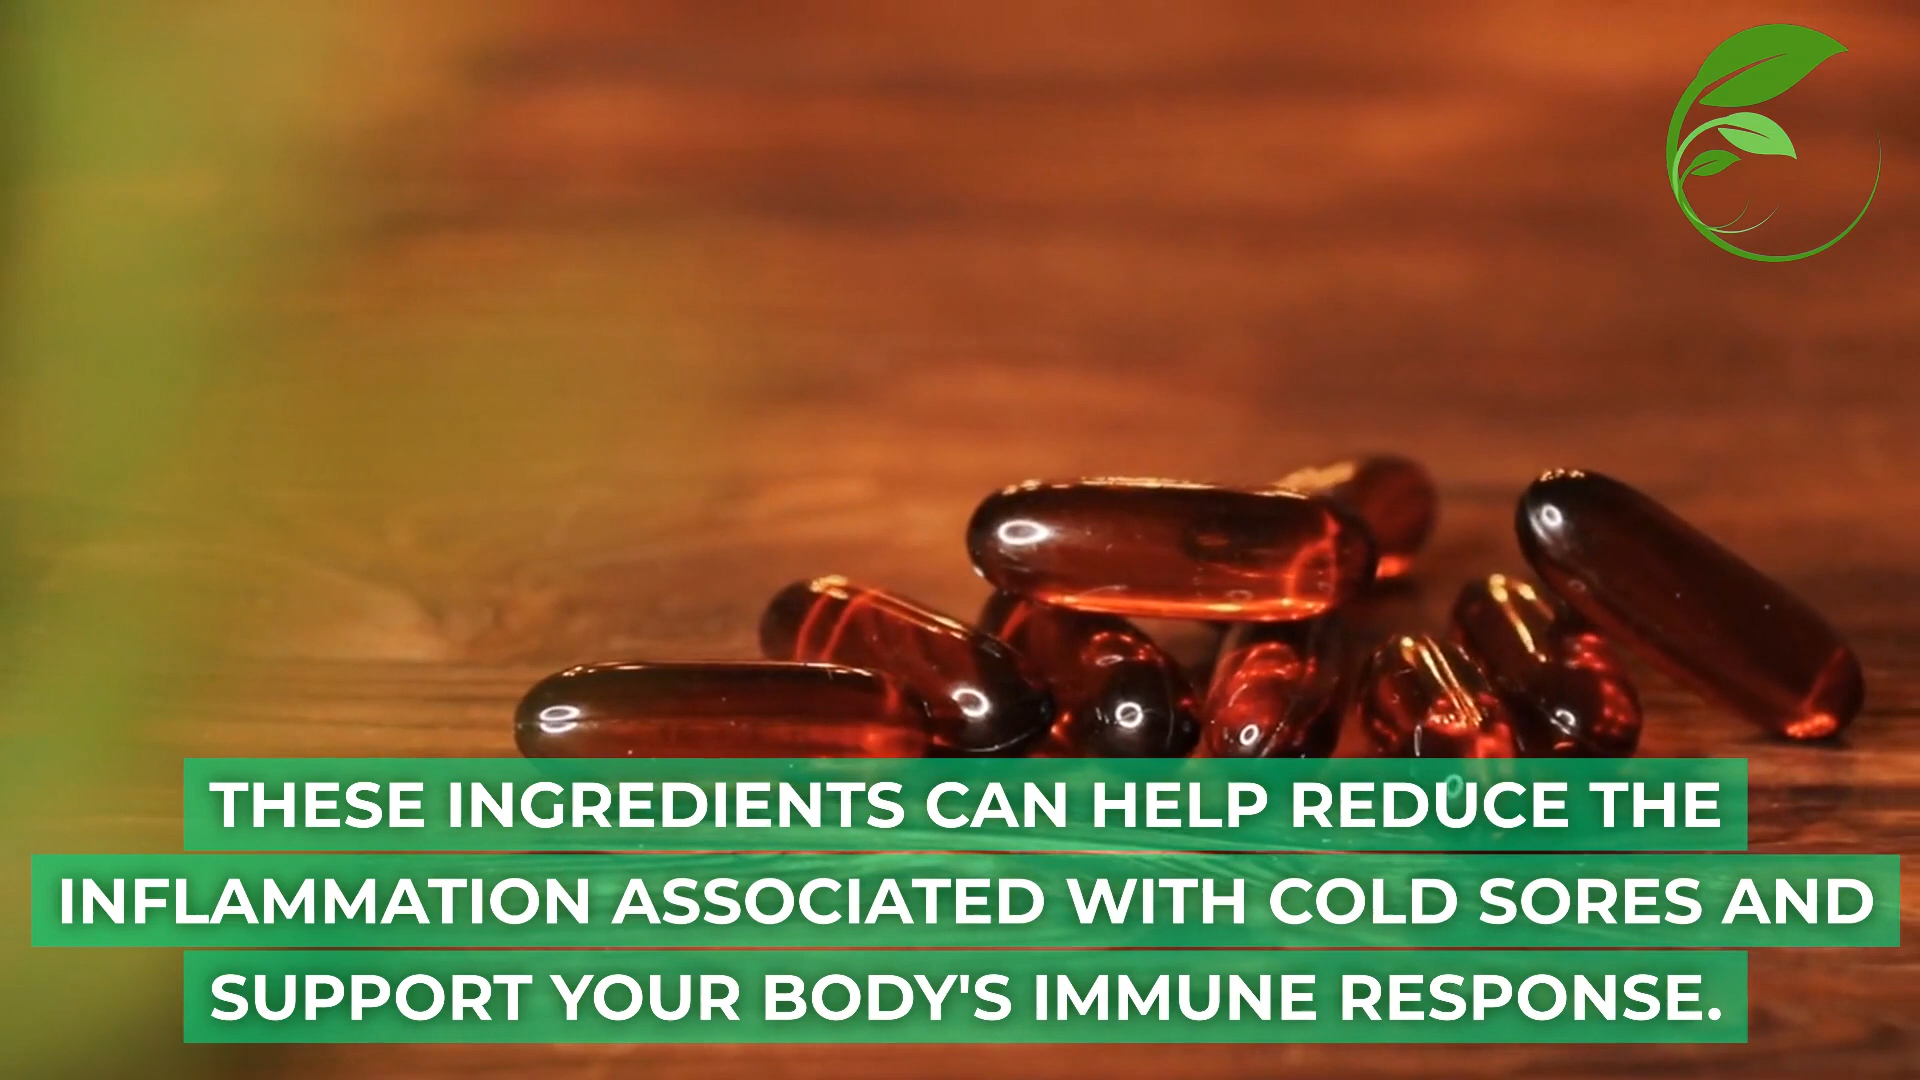 THESE INGREDIENTS CAN HELP REDUCE THE
INFLAMMATION ASSOCIATED WITH COLD SORES AND
SUPPORT YOUR BODY'S IMMUNE RESPONSE.